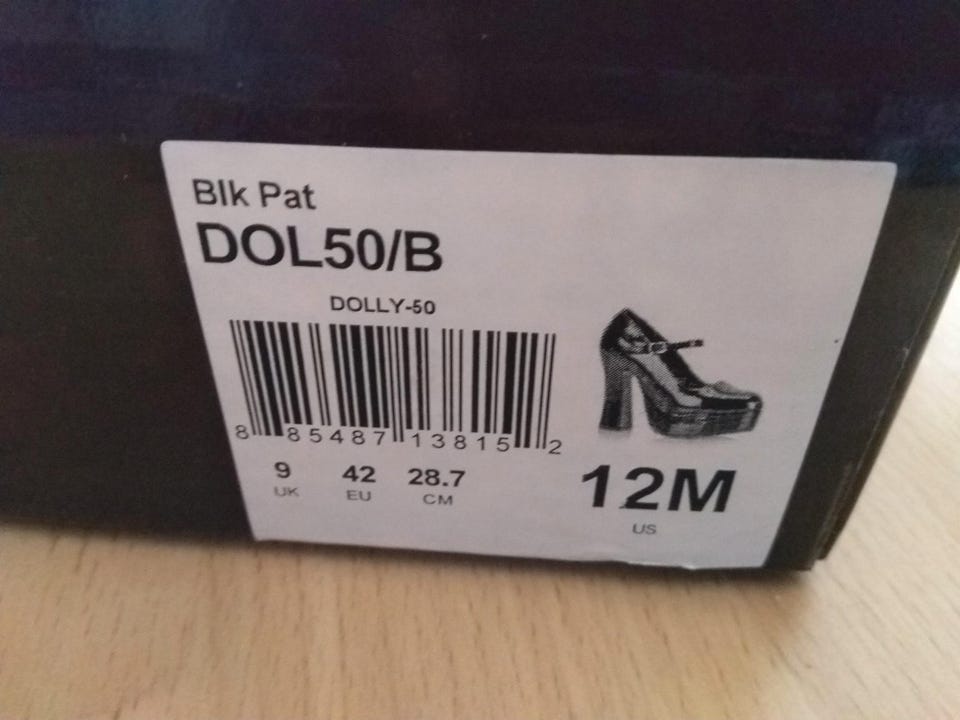 Blk Pat
DOL50/B
DOLLY-50
8 85487 13815 2
9 42 28.7
UK EU CM
12M
US